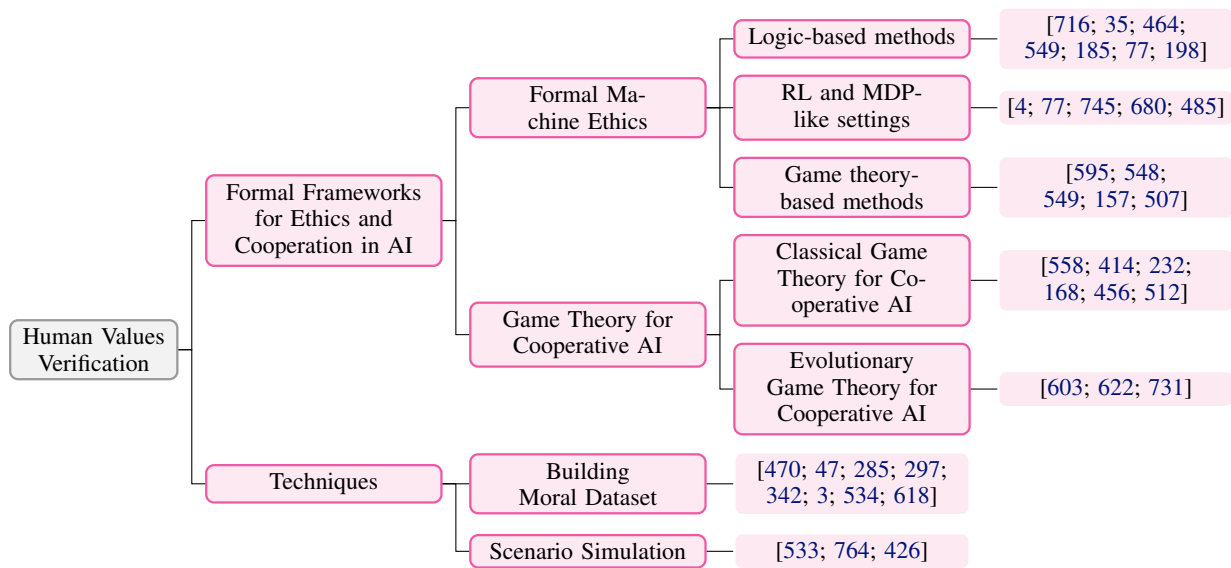 Human Values
Verification
Formal Frameworks
for Ethics and
Cooperation in AI
Formal Ma-
chine Ethics
Logic-based methods
[716; 35; 464;
549; 185; 77; 198]
RL and MDP-
like settings
[4; 77; 745; 680; 485]
Game theory-
based methods
[595; 548;
549; 157; 507]
Game Theory for
Cooperative AI
Classical Game
Theory for Co-
operative AI
[558; 414; 232;
168; 456; 512]
Evolutionary
Game Theory for
Cooperative AI
[603; 622; 731]
Techniques
Building
Moral Dataset
[470; 47; 285; 297;
342; 3; 534; 618]
Scenario Simulation
[533; 764; 426]